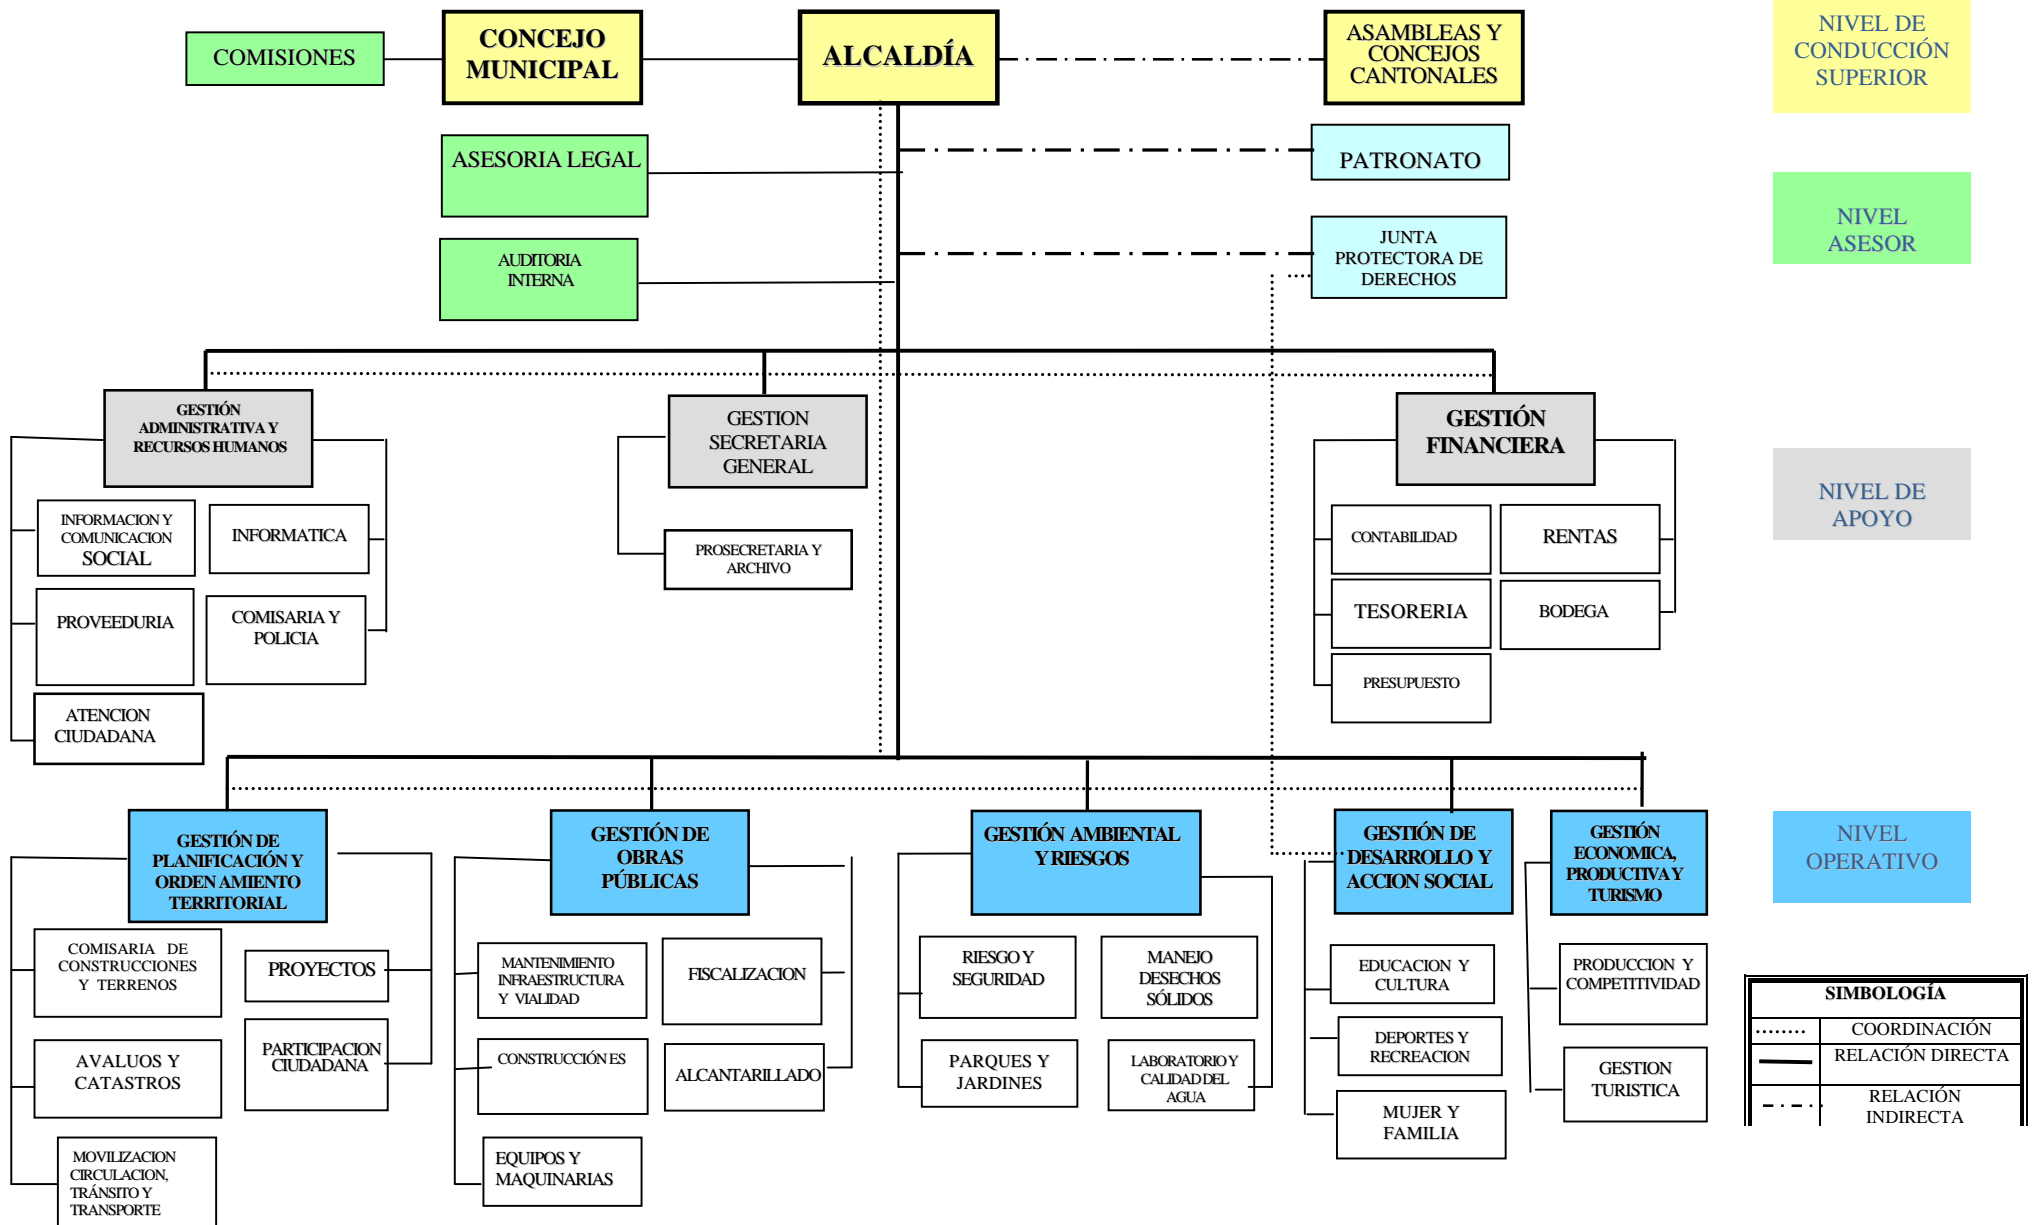 COMISIONES
CONCEJO
MUNICIPAL
ALCALDÍA
ASAMBLEAS Y
CONCEJOS
CANTONALES
NIVEL DE
CONDUCCIÓN
SUPERIOR
ASESORIA LEGAL
PATRONATO
NIVEL
ASESOR
AUDITORIA
INTERNA
JUNTA
PROTECTORA DE
DERECHOS
GESTIÓN
ADMINISTRATIVA Y
RECURSOS HUMANOS
GESTION
SECRETARIA
GENERAL
GESTIÓN
FINANCIERA
NIVEL DE
APOYO
INFORMACION Y
COMUNICACION
SOCIAL
INFORMATICA
PROSECRETARIA Y
ARCHIVO
CONTABILIDAD
RENTAS
PROVEEDURIA
COMISARIA Y
POLICIA
TESORERIA
BODEGA
ATENCION
CIUDADANA
PRESUPUESTO
GESTIÓN DE
PLANIFICACIÓN Y
ORDEN AMIENTO
TERRITORIAL
GESTIÓN DE
OBRAS
PÚBLICAS
GESTIÓN AMBIENTAL
Y RIESGOS
GESTIÓN DE
DESARROLLO Y
ACCION SOCIAL
GESTIÓN
ECONOMICA,
PRODUCTIVA Y
TURISMO
NIVEL
OPERATIVO
COMISARIA DE
CONSTRUCCIONES
Y TERRENOS
PROYECTOS
MANTENIMIENTO
INFRAESTRUCTURA
Y VIALIDAD
FISCALIZACION
RIESGO Y
SEGURIDAD
MANEJO
DESECHOS
SÓLIDOS
EDUCACION Y
CULTURA
PRODUCCION Y
COMPETITIVIDAD
AVALUOS Y
CATASTROS
PARTICIPACION
CIUDADANA
CONSTRUCCIÓN ES
ALCANTARILLADO
PARQUES Y
JARDINES
LABORATORIO Y
CALIDAD DEL
AGUA
DEPORTES Y
RECREACION
GESTION
TURISTICA
MOVILIZACION
CIRCULACION,
TRÁNSITO Y
TRANSPORTE
EQUIPOS Y
MAQUINARIAS
MUJER Y
FAMILIA
SIMBOLOGÍA
COORDINACIÓN
RELACIÓN DIRECTA
RELACIÓN
INDIRECTA